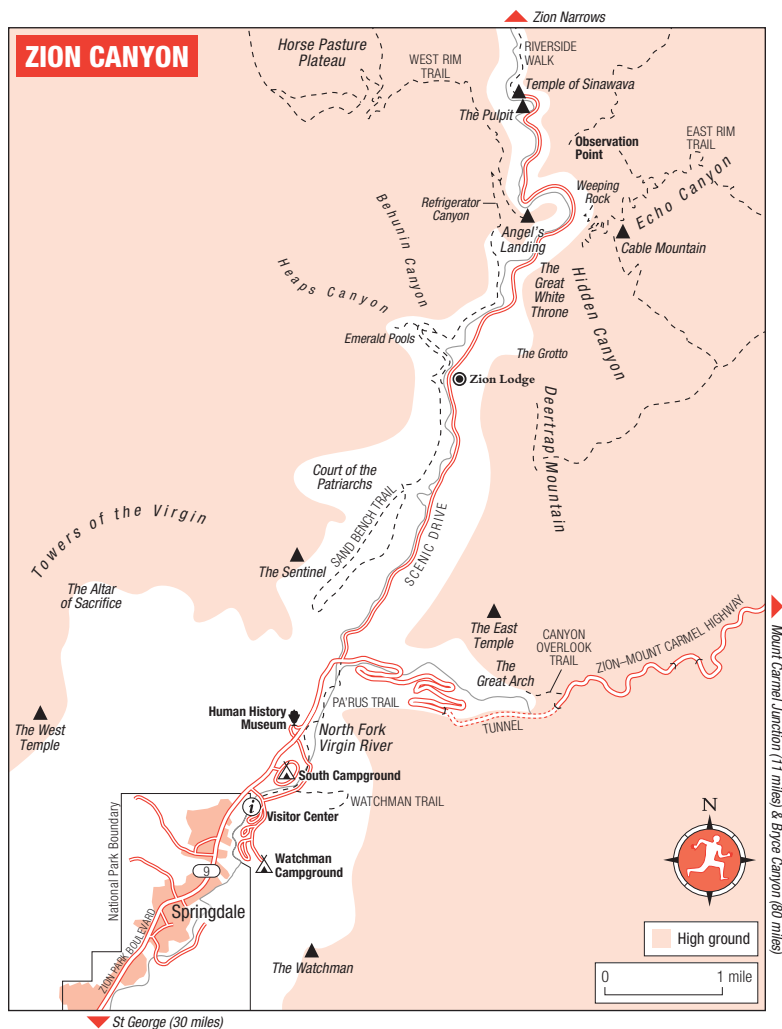 Zion Narrows
ZION CANYON
Horse Pasture
Plateau
WEST RIM
TRAIL
RIVERSIDE
WALK
Temple of Sinawava
The Pulpit
Observation
Point
EAST RIM
TRAIL
Weeping
Rock
Echo Canyon
Refrigerator
Canyon
Angel's
Landing
Cable Mountain
Behunin Canyon
Heaps Canyon
The
Great
White
Throne
Hidden Canyon
Emerald Pools
The Grotto
Zion Lodge
Deertrap Mountain
Court of the
Patriarchs
SAND BENCH TRAIL
SCENIC DRIVE
Towers of the Virgin
The Sentinel
The Altar
of Sacrifice
The East
Temple
CANYON
OVERLOOK
TRAIL
ZION–MOUNT CARMEL HIGHWAY
The
Great Arch
PA'RUS TRAIL
TUNNEL
Human History
Museum
North Fork
Virgin River
The West
Temple
South Campground
i
Visitor Center
WATCHMAN TRAIL
Watchman
Campground
National Park Boundary
9
Springdale
ZION PARK BOULEVARD
The Watchman
Mount Carmel Junction (11 miles) & Bryce Canyon (80 miles)
N
High ground
0 1 mile
St George (30 miles)